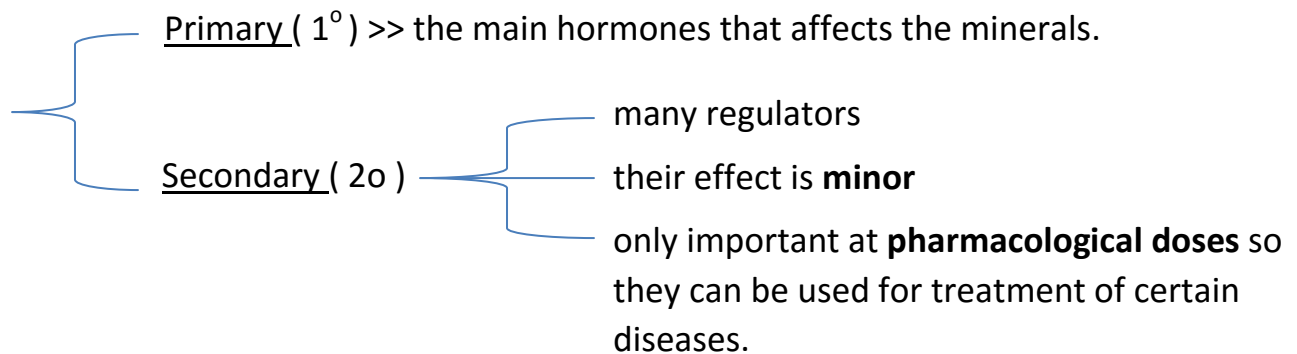 Primary ( 1° ) >> the main hormones that affects the minerals.
many regulators
Secondary ( 2o )
their effect is minor
only important at pharmacological doses so
they can be used for treatment of certain
diseases.